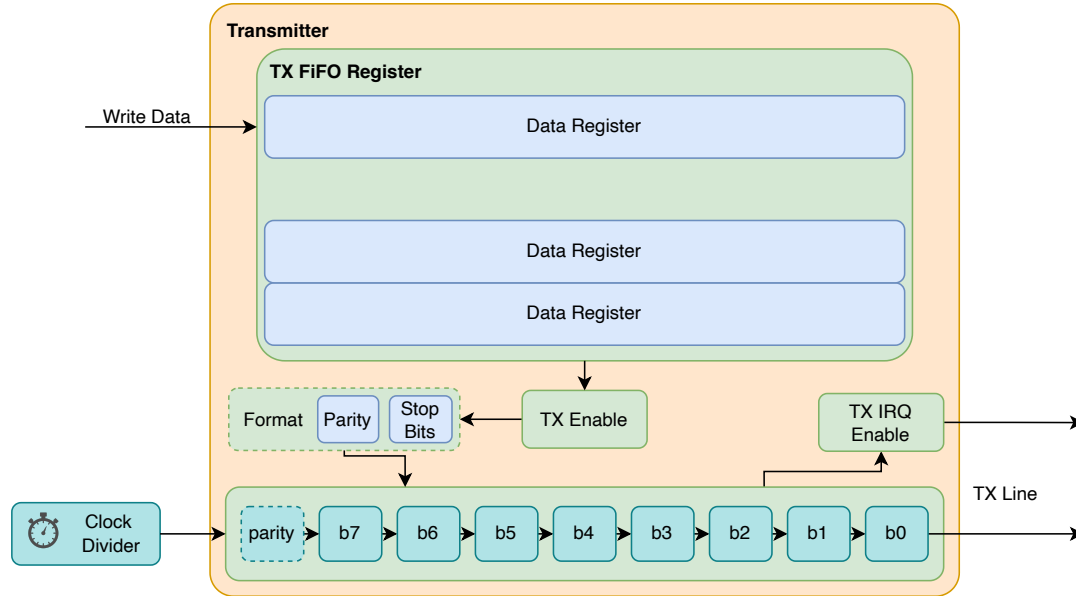 Transmitter
TX FiFO Register
Write Data
Data Register
Data Register
Data Register
Format
Parity
Stop
Bits
TX Enable
TX IRQ
Enable
TX Line
Clock
Divider
parity
b7
b6
b5
b4
b3
b2
b1
b0